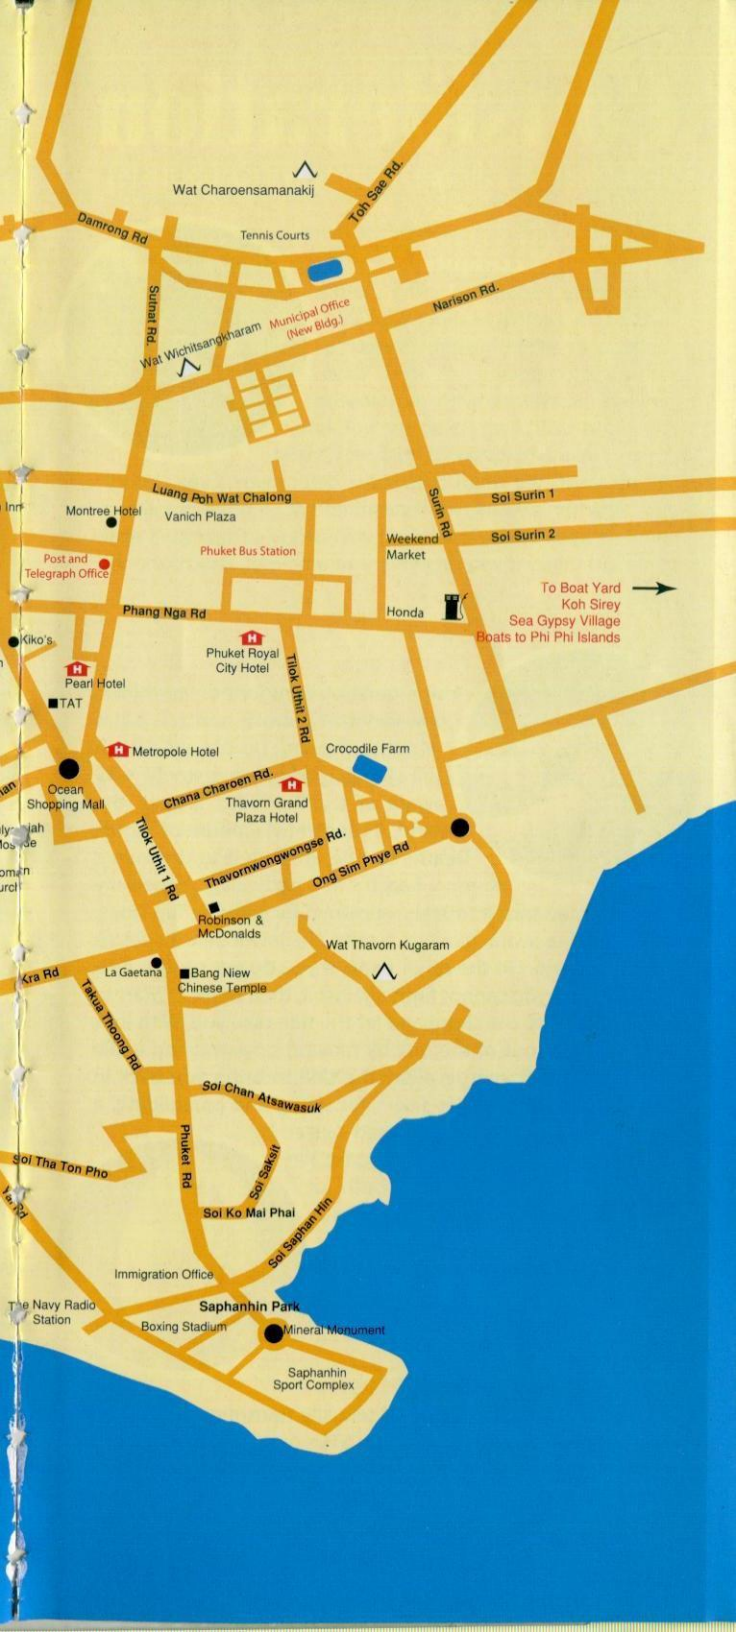 Wat Charoensamanakij
Toh Sae Rd.
Damrong Rd
Tennis Courts
Sutnat Rd.
Narison Rd.
Municipal Office
(New Bldg.)
Wat Wichitsangkharam
Luang Poh Wat Chalong
Surin Rd
Soi Surin 1
Inn
Montree Hotel
Vanich Plaza
Soi Surin 2
Weekend
Market
Phuket Bus Station
Post and
Telegraph Office
To Boat Yard
Koh Sirey
Sea Gypsy Village
Boats to Phi Phi Islands
Honda
Phang Nga Rd
Kiko's
H
Phuket Royal
City Hotel
Tilok Uthit 2 Rd
H
Pearl Hotel
TAT
H Metropole Hotel
Crocodile Farm
Ocean
Shopping Mall
Chana Charoen Rd.
H
Thavorn Grand
Plaza Hotel
Tilok Uthit 1 Rd
Thavornwongwongse Rd.
Ong Sim Phye Rd
Robinson &
McDonalds
Wat Thavorn Kugaram
Kra Rd
La Gaetana
Bang Niew
Chinese Temple
Takua Thoong Rd
Soi Chan Atsawasuk
Phuket Rd
Soi Saksit
Soi Tha Ton Pho
Soi Ko Mai Phai
Soi Saphan Hin
Immigration Office
The Navy Radio
Station
Saphanhin Park
Boxing Stadium
Mineral Monument
Saphanhin
Sport Complex